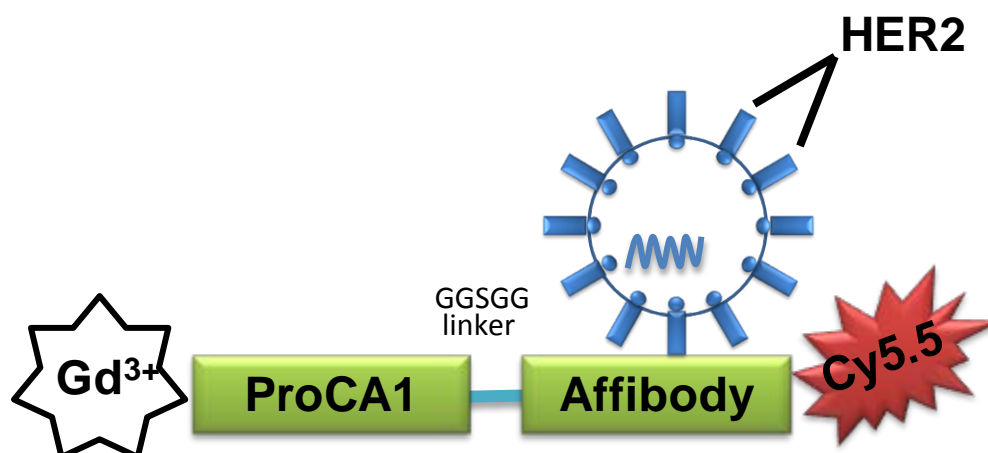 HER2
GGSGG
linker
Gd³⁺
ProCA1
Affibody
Cy5.5